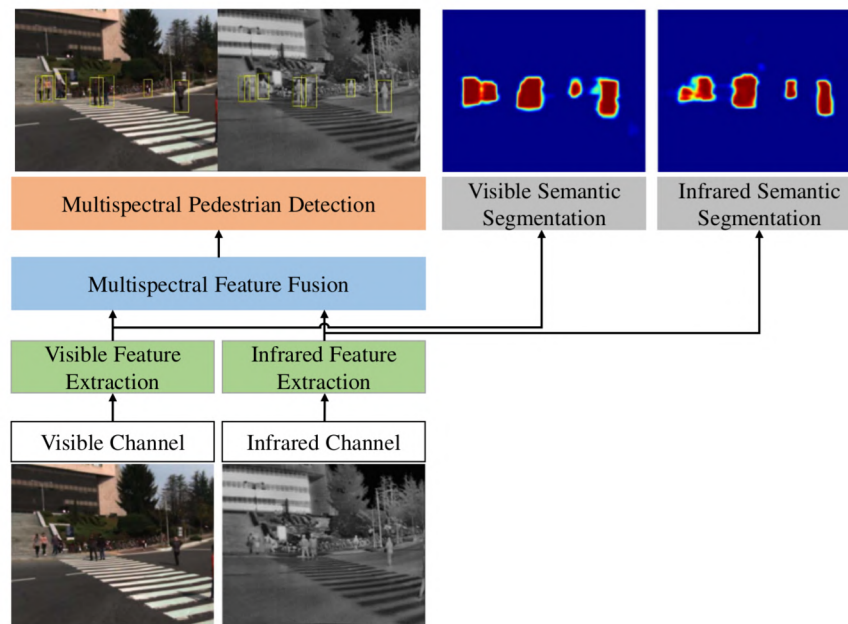 Multispectral Pedestrian Detection
Visible Semantic
Segmentation
Infrared Semantic
Segmentation
Multispectral Feature Fusion
Visible Feature
Extraction
Infrared Feature
Extraction
Visible Channel
Infrared Channel